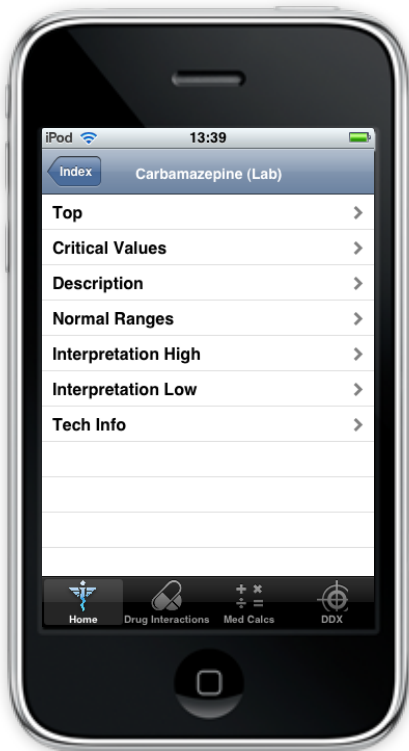 iPod 13:39
Index Carbamazepine (Lab)
Top
Critical Values
Description
Normal Ranges
Interpretation High
Interpretation Low
Tech Info
Home Drug Interactions Med Calcs DDX